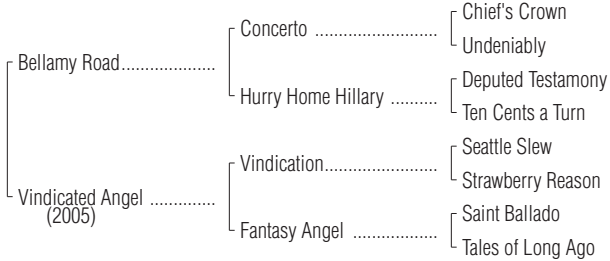 Chief's Crown
Concerto ....................
Undeniably
Bellamy Road...................
Deputed Testamony
Hurry Home Hillary ..........
Ten Cents a Turn
Seattle Slew
Vindication.......................
Strawberry Reason
Vindicated Angel .............
(2005)
Saint Ballado
Fantasy Angel .................
Tales of Long Ago